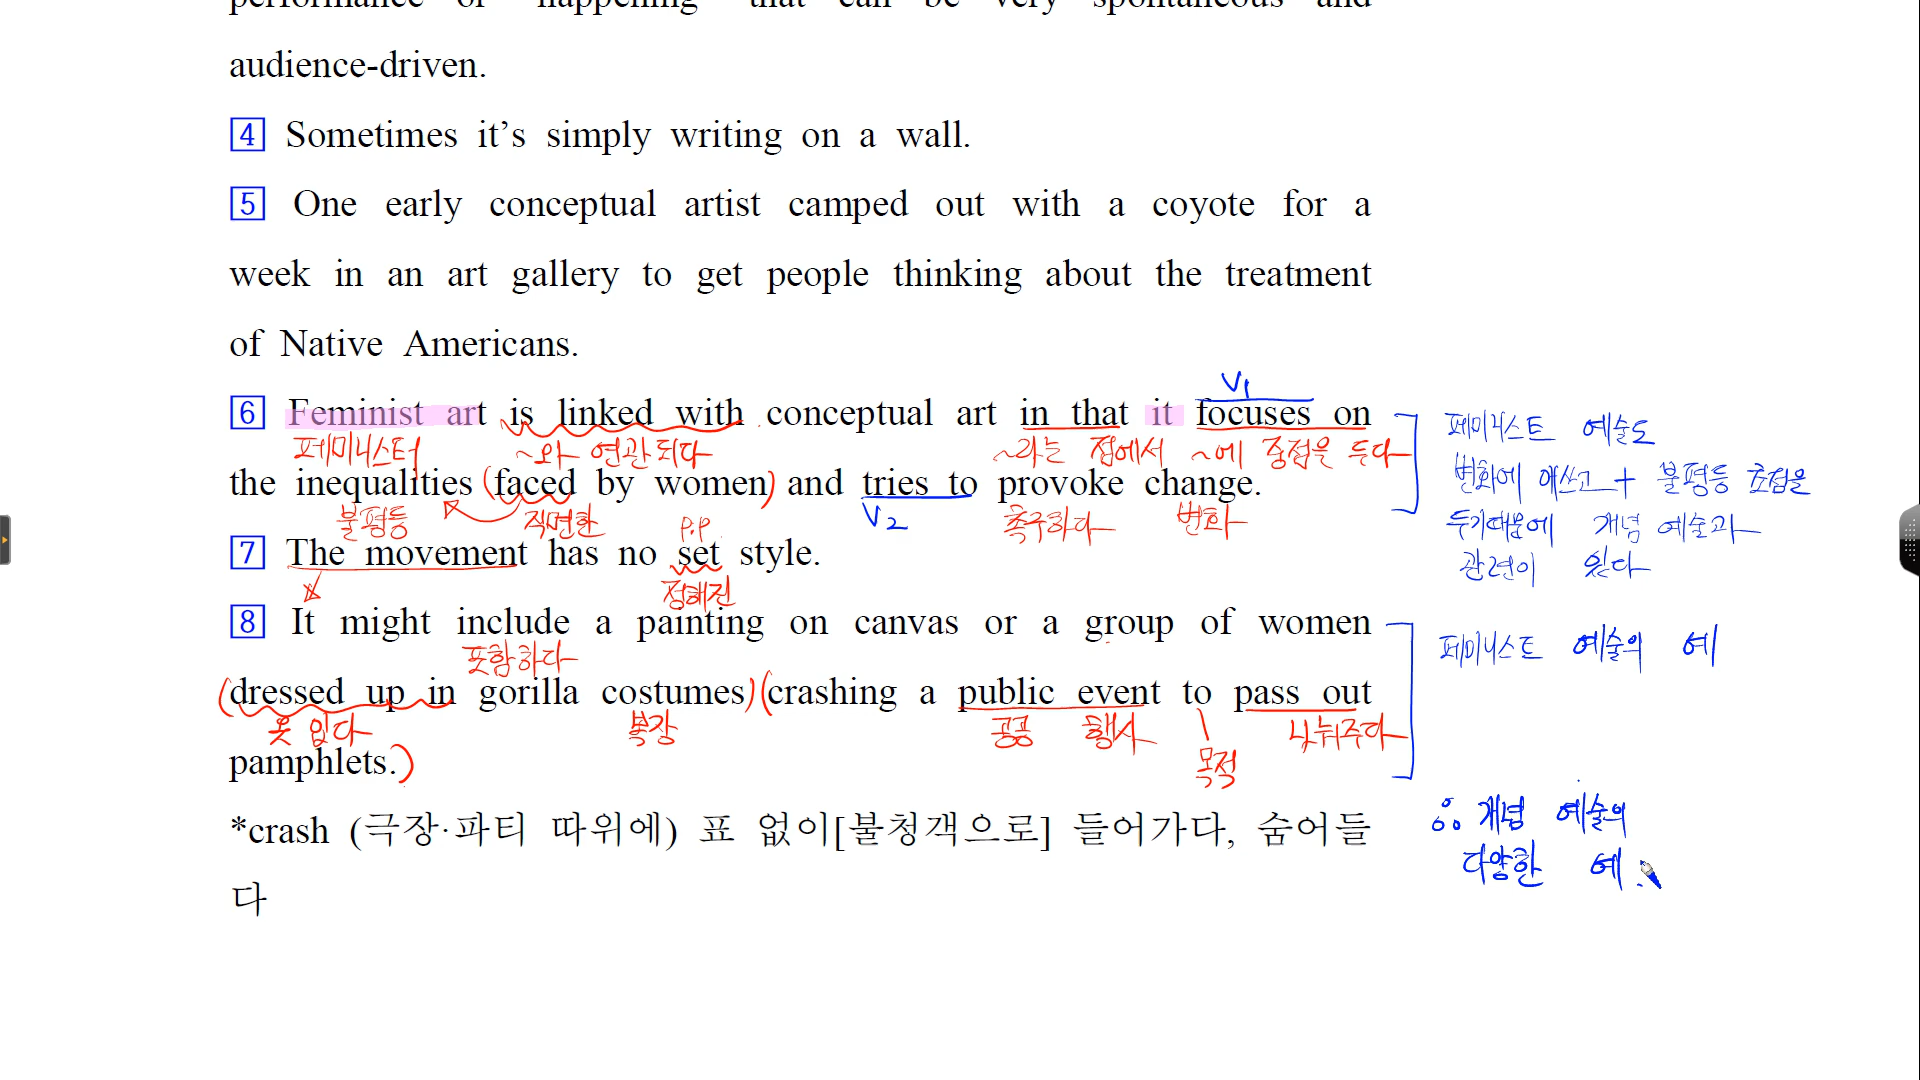 performance or "happening" that can be very spontaneous and
audience-driven.
4 Sometimes it's simply writing on a wall.
5 One early conceptual artist camped out with a coyote for a
week in an art gallery to get people thinking about the treatment
of Native Americans.
V1
6 Feminist art is linked with conceptual art in that it focuses on
페미니스트 ~와 연관되다 ~라는 점에서 ~에 중점을 두다
the inequalities (faced by women) and tries to provoke change.
불평등 직면한 p.p V2 촉구하다 변화
7 The movement has no set style.
정해진
8 It might include a painting on canvas or a group of women
포함하다
(dressed up in gorilla costumes) (crashing a public event to pass out
옷 입다 복장 공공 행사 목적 나눠주다
pamphlets.)
*crash (극장·파티 따위에) 표 없이[불청객으로] 들어가다, 숨어들
다
페미니스트 예술도
변화에 애쓰고 + 불평등 초점을
두기때문에 개념 예술과
관련이 있다
페미니스트 예술의 예
∴ 개념 예술의
다양한 예